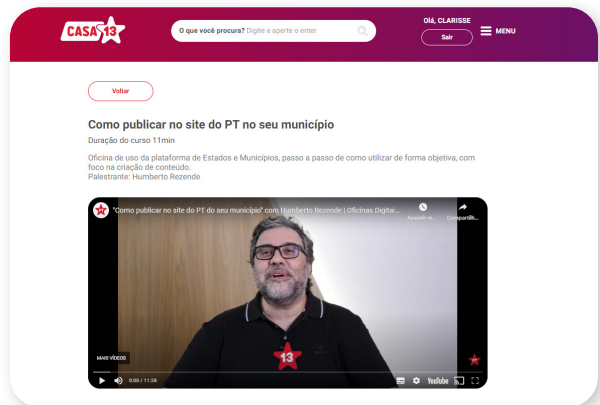 CASA 13
O que você procura? Digite e aperte o enter
Olá, CLARISSE
Sair
MENU
Voltar
Como publicar no site do PT no seu município
Duração do curso 11min
Oficina de uso da plataforma de Estados e Municípios, passo a passo de como utilizar de forma objetiva, com
foco na criação de conteúdo.
Palestrante: Humberto Rezende
"Como publicar no site do PT do seu município" com Humberto Rezende | Oficinas Digitai...
Assistir m...
Compartilh...
13
MAIS VÍDEOS
0:00 / 11:28
YouTube